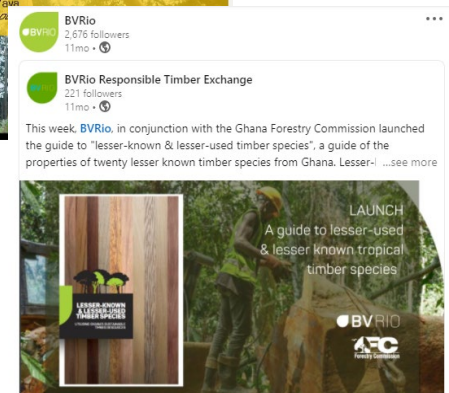 BVRio
2,676 followers
11mo •
BVRIO
BVRio Responsible Timber Exchange
221 followers
11mo •
This week, BVRio, in conjunction with the Ghana Forestry Commission launched
the guide to "lesser-known & lesser-used timber species", a guide of the
properties of twenty lesser known timber species from Ghana. Lesser-l ...see more
LAUNCH
A guide to lesser-used
& lesser known tropical
timber species
LESSER-KNOWN
& LESSER-USED
TIMBER SPECIES
BVRIO
FC
Forestry Commission